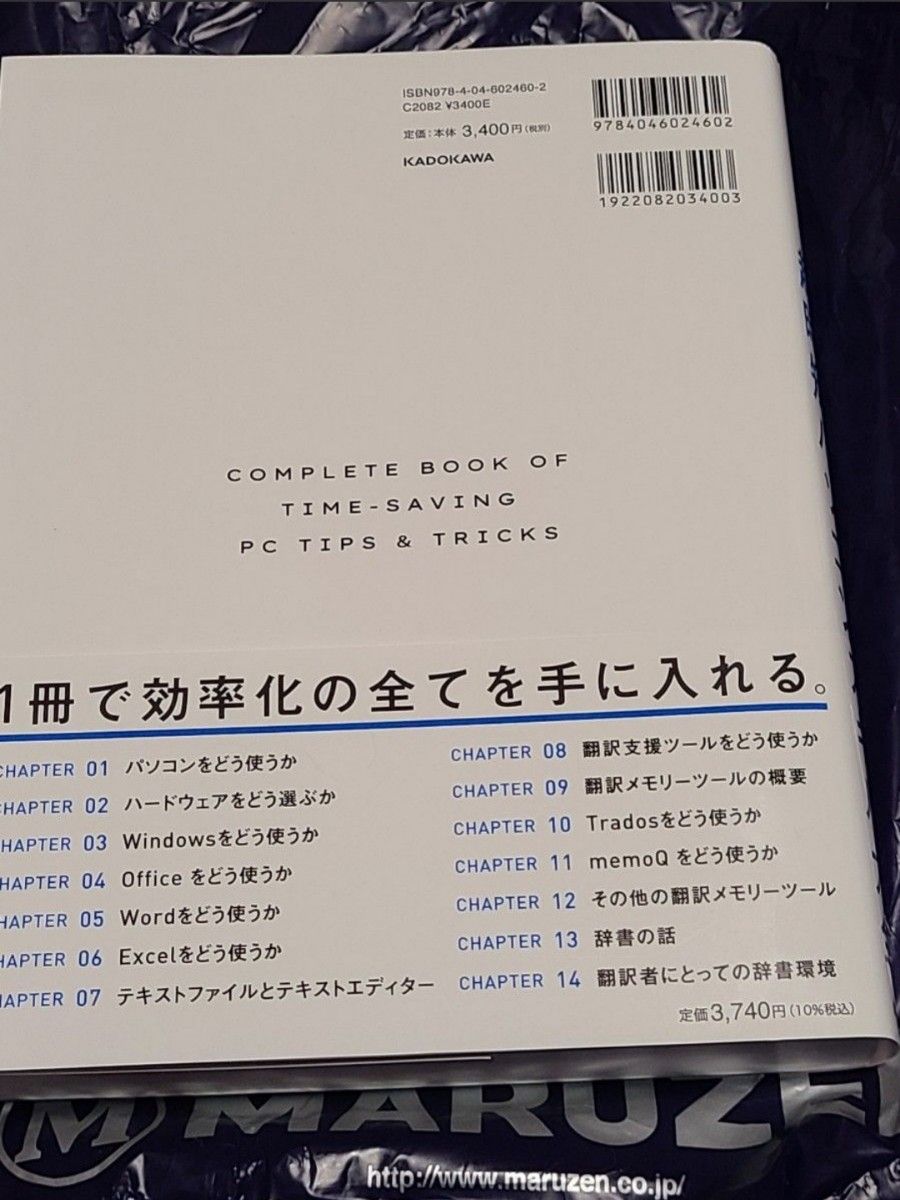 ISBN978-4-04-602460-2
C2082 ¥3400E
定価:本体 3,400円(税別)
KADOKAWA
9784046024602
1922082034003
COMPLETE BOOK OF
TIME-SAVING
PC TIPS & TRICKS
1冊で効率化の全てを手に入れる。
CHAPTER 01 パソコンをどう使うか
CHAPTER 02 ハードウェアをどう選ぶか
HAPTER 03 Windowsをどう使うか
HAPTER 04 Office をどう使うか
HAPTER 05 Wordをどう使うか
HAPTER 06 Excelをどう使うか
HAPTER 07 テキストファイルとテキストエディター
CHAPTER 08 翻訳支援ツールをどう使うか
CHAPTER 09 翻訳メモリーツールの概要
CHAPTER 10 Tradosをどう使うか
CHAPTER 11 memoQ をどう使うか
CHAPTER 12 その他の翻訳メモリーツール
CHAPTER 13 辞書の話
CHAPTER 14 翻訳者にとっての辞書環境
定価3,740円(10%税込)
M MARUZEN
http://www.maruzen.co.jp/